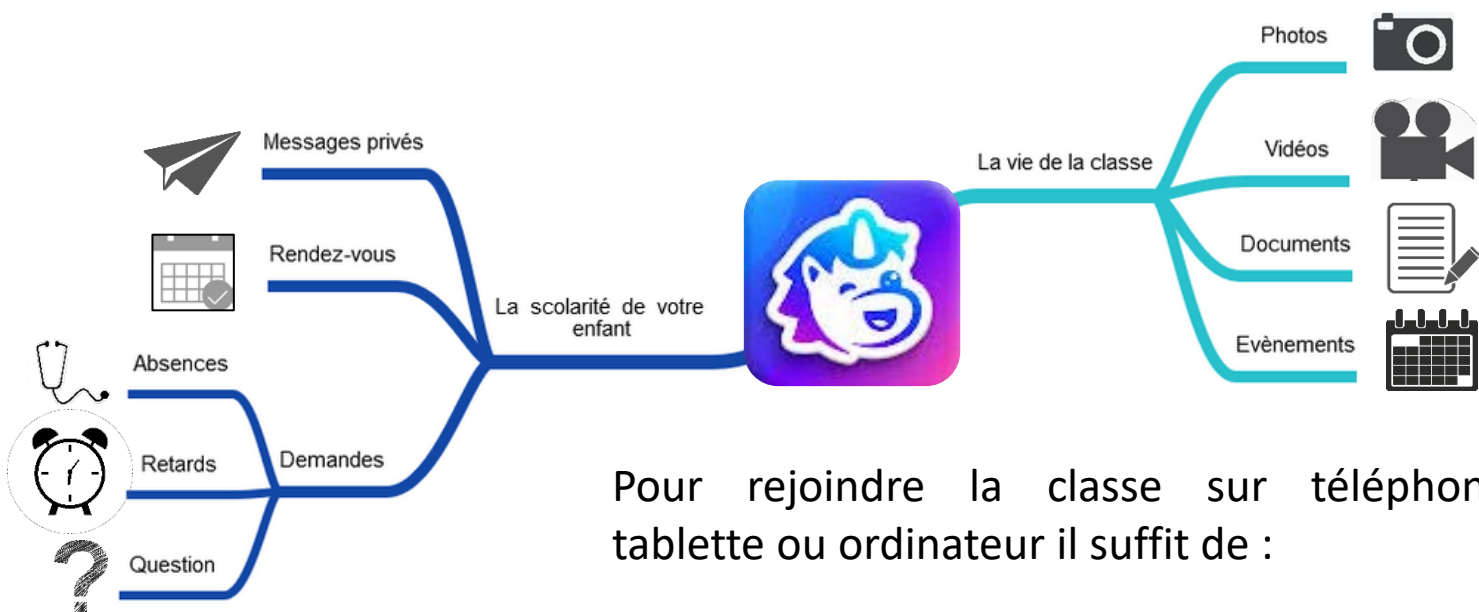 Messages privés
Rendez-vous
La scolarité de votre
enfant
Absences
Retards
Demandes
Question
La vie de la classe
Photos
Vidéos
Documents
Evènements
Pour rejoindre la classe sur téléphon
tablette ou ordinateur il suffit de :